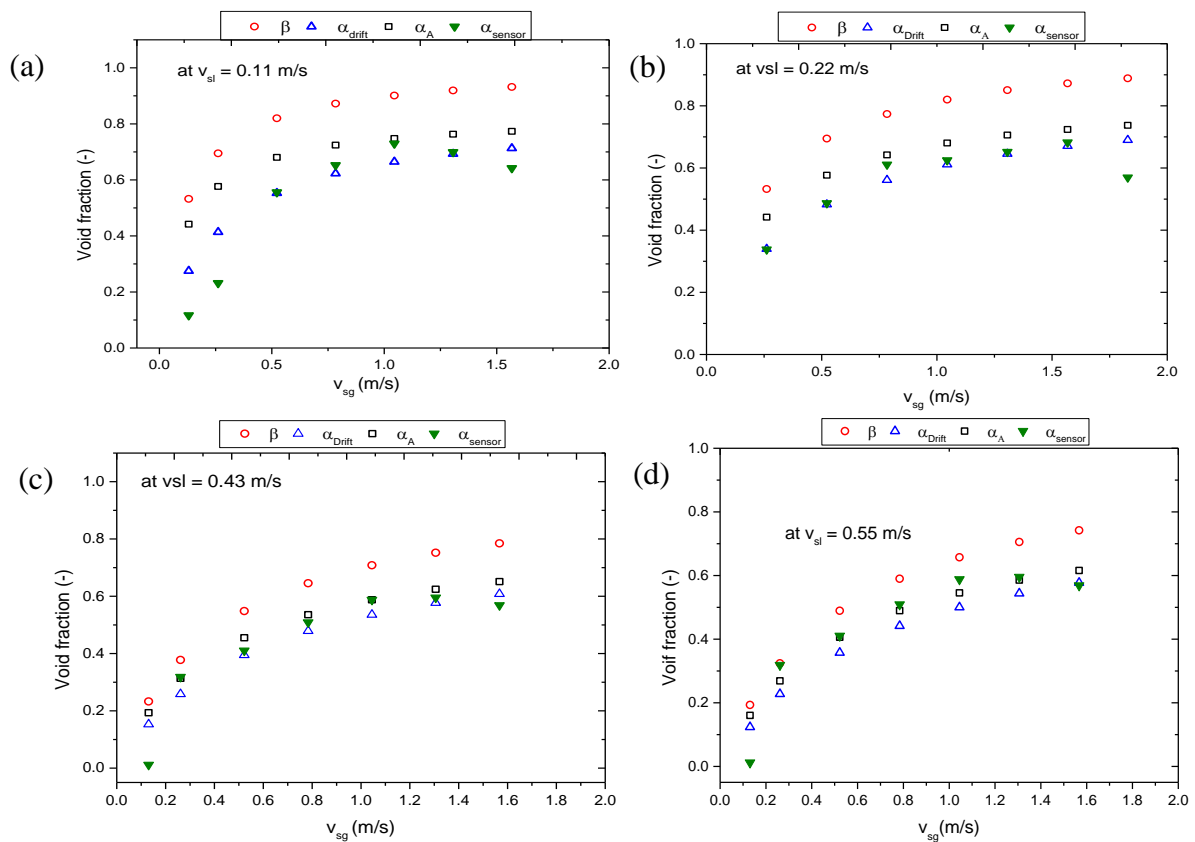 β α_drift α_A α_sensor
(a)
at v_sl = 0.11 m/s
Void fraction (-)
1.0
0.8
0.6
0.4
0.2
0.0
0.0 0.5 1.0 1.5 2.0
v_sg (m/s)
β α_Drift α_A α_sensor
(b)
at vsl = 0.22 m/s
Void fraction (-)
1.0
0.8
0.6
0.4
0.2
0.0
0.0 0.5 1.0 1.5 2.0
v_sg (m/s)
β α_Drift α_A α_sensor
(c)
at vsl = 0.43 m/s
Void fraction (-)
1.0
0.8
0.6
0.4
0.2
0.0
0.0 0.2 0.4 0.6 0.8 1.0 1.2 1.4 1.6 1.8 2.0
v_sg (m/s)
β α_Drift α_A α_sensor
(d)
at v_sl = 0.55 m/s
Voif fraction (-)
1.0
0.8
0.6
0.4
0.2
0.0
0.0 0.2 0.4 0.6 0.8 1.0 1.2 1.4 1.6 1.8 2.0
v_sg (m/s)